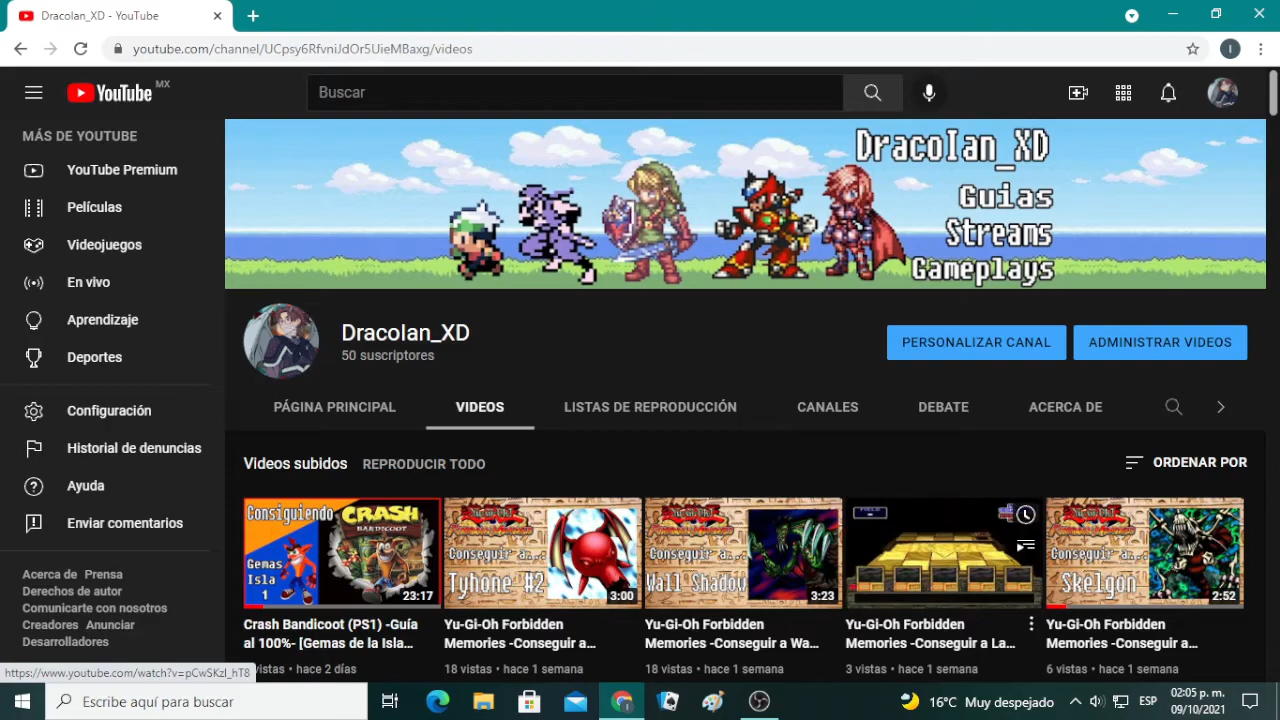 DracoIan_XD - YouTube
youtube.com/channel/UCpsy6RfvniJdOr5UieMBaxg/videos
YouTube MX
Buscar
MÁS DE YOUTUBE
YouTube Premium
Películas
Videojuegos
En vivo
Aprendizaje
Deportes
Configuración
Historial de denuncias
Ayuda
Enviar comentarios
Acerca de Prensa
Derechos de autor
Comunicarte con nosotros
Creadores Anunciar
Desarrolladores
DracoIan_XD
Guias
Streams
Gameplays
DracoIan_XD
50 suscriptores
PERSONALIZAR CANAL
ADMINISTRAR VIDEOS
PÁGINA PRINCIPAL
VIDEOS
LISTAS DE REPRODUCCIÓN
CANALES
DEBATE
ACERCA DE
Videos subidos
REPRODUCIR TODO
ORDENAR POR
Consiguiendo
CRASH
BANDICOOT
Gemas
Isla
1
23:17
Crash Bandicoot (PS1) -Guía
al 100%- [Gemas de la Isla...
vistas • hace 2 días
Conseguir a...
Tyhone #2
3:00
Yu-Gi-Oh Forbidden
Memories -Conseguir a...
18 vistas • hace 1 semana
Conseguir a...
Wall Shadow
3:23
Yu-Gi-Oh Forbidden
Memories -Conseguir a Wa...
18 vistas • hace 1 semana
FIELD
Yu-Gi-Oh Forbidden
Memories -Conseguir a La...
3 vistas • hace 1 semana
Conseguir a...
Skelgon
2:52
Yu-Gi-Oh Forbidden
Memories -Conseguir a...
6 vistas • hace 1 semana
https://www.youtube.com/watch?v=pCwSKzI_hT8
Escribe aquí para buscar
16°C Muy despejado
ESP
02:05 p. m.
09/10/2021